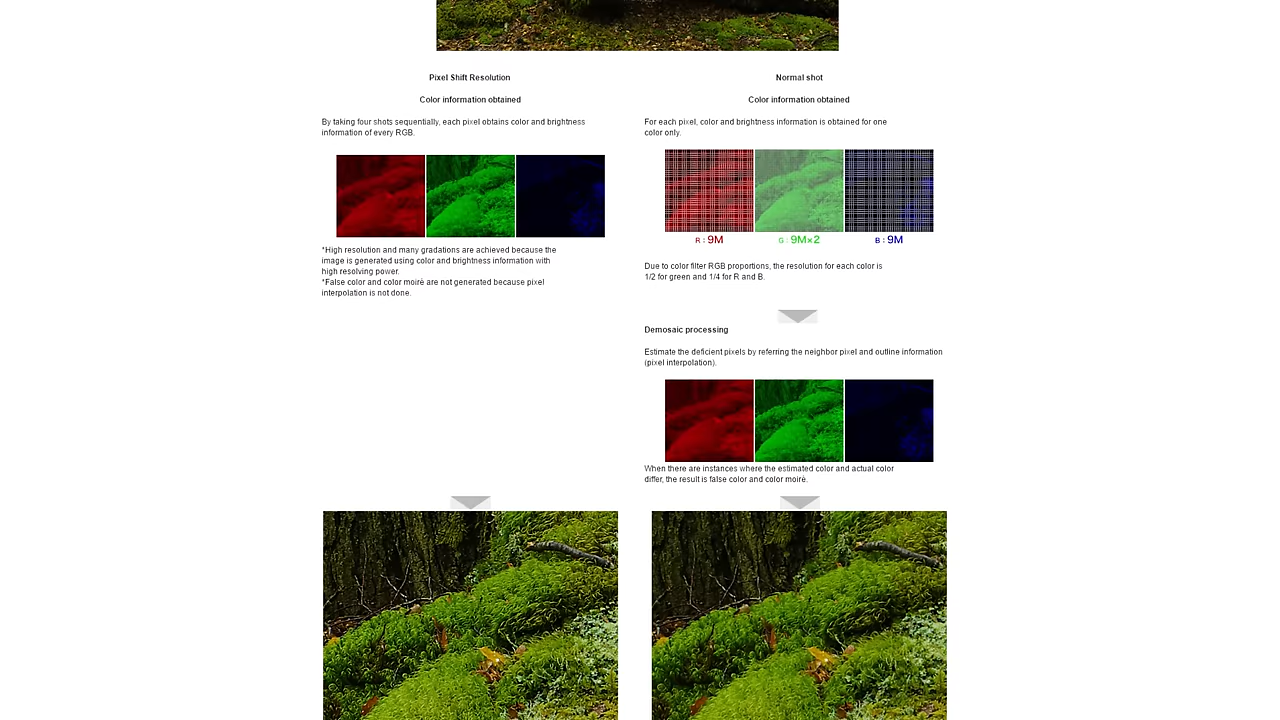 Pixel Shift Resolution
Color information obtained
By taking four shots sequentially, each pixel obtains color and brightness
information of every RGB.
*High resolution and many gradations are achieved because the
image is generated using color and brightness information with
high resolving power.
*False color and color moirè are not generated because pixel
interpolation is not done.
Normal shot
Color information obtained
For each pixel, color and brightness information is obtained for one
color only.
R : 9M
G : 9M×2
B : 9M
Due to color filter RGB proportions, the resolution for each color is
1/2 for green and 1/4 for R and B.
Demosaic processing
Estimate the deficient pixels by referring the neighbor pixel and outline information
(pixel interpolation).
When there are instances where the estimated color and actual color
differ, the result is false color and color moirè.